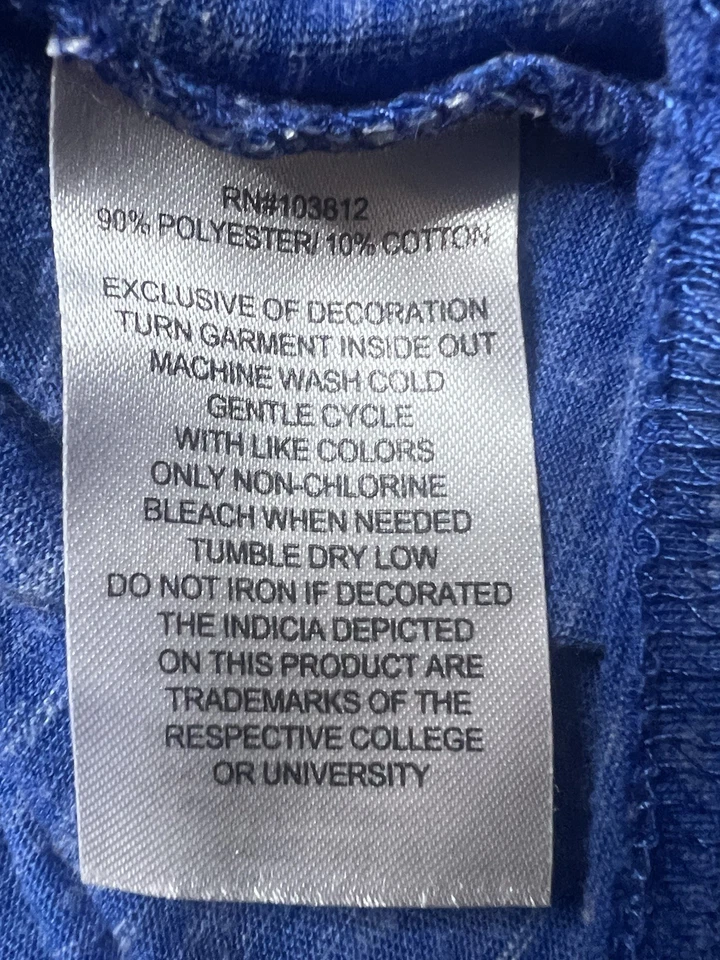 RN#103812
90% POLYESTER/ 10% COTTON
EXCLUSIVE OF DECORATION
TURN GARMENT INSIDE OUT
MACHINE WASH COLD
GENTLE CYCLE
WITH LIKE COLORS
ONLY NON-CHLORINE
BLEACH WHEN NEEDED
TUMBLE DRY LOW
DO NOT IRON IF DECORATED
THE INDICIA DEPICTED
ON THIS PRODUCT ARE
TRADEMARKS OF THE
RESPECTIVE COLLEGE
OR UNIVERSITY